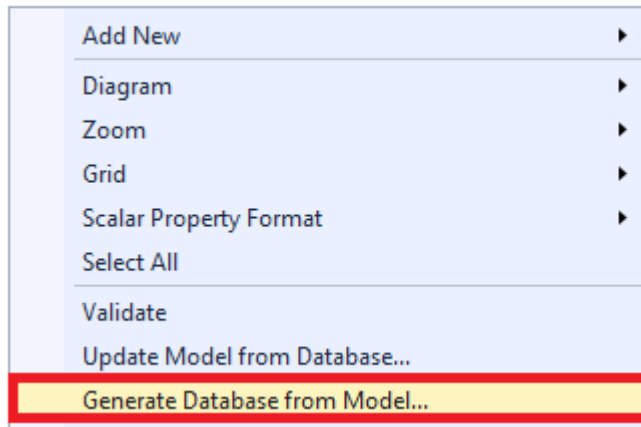 Add New
Diagram
Zoom
Grid
Scalar Property Format
Select All
Validate
Update Model from Database...
Generate Database from Model...